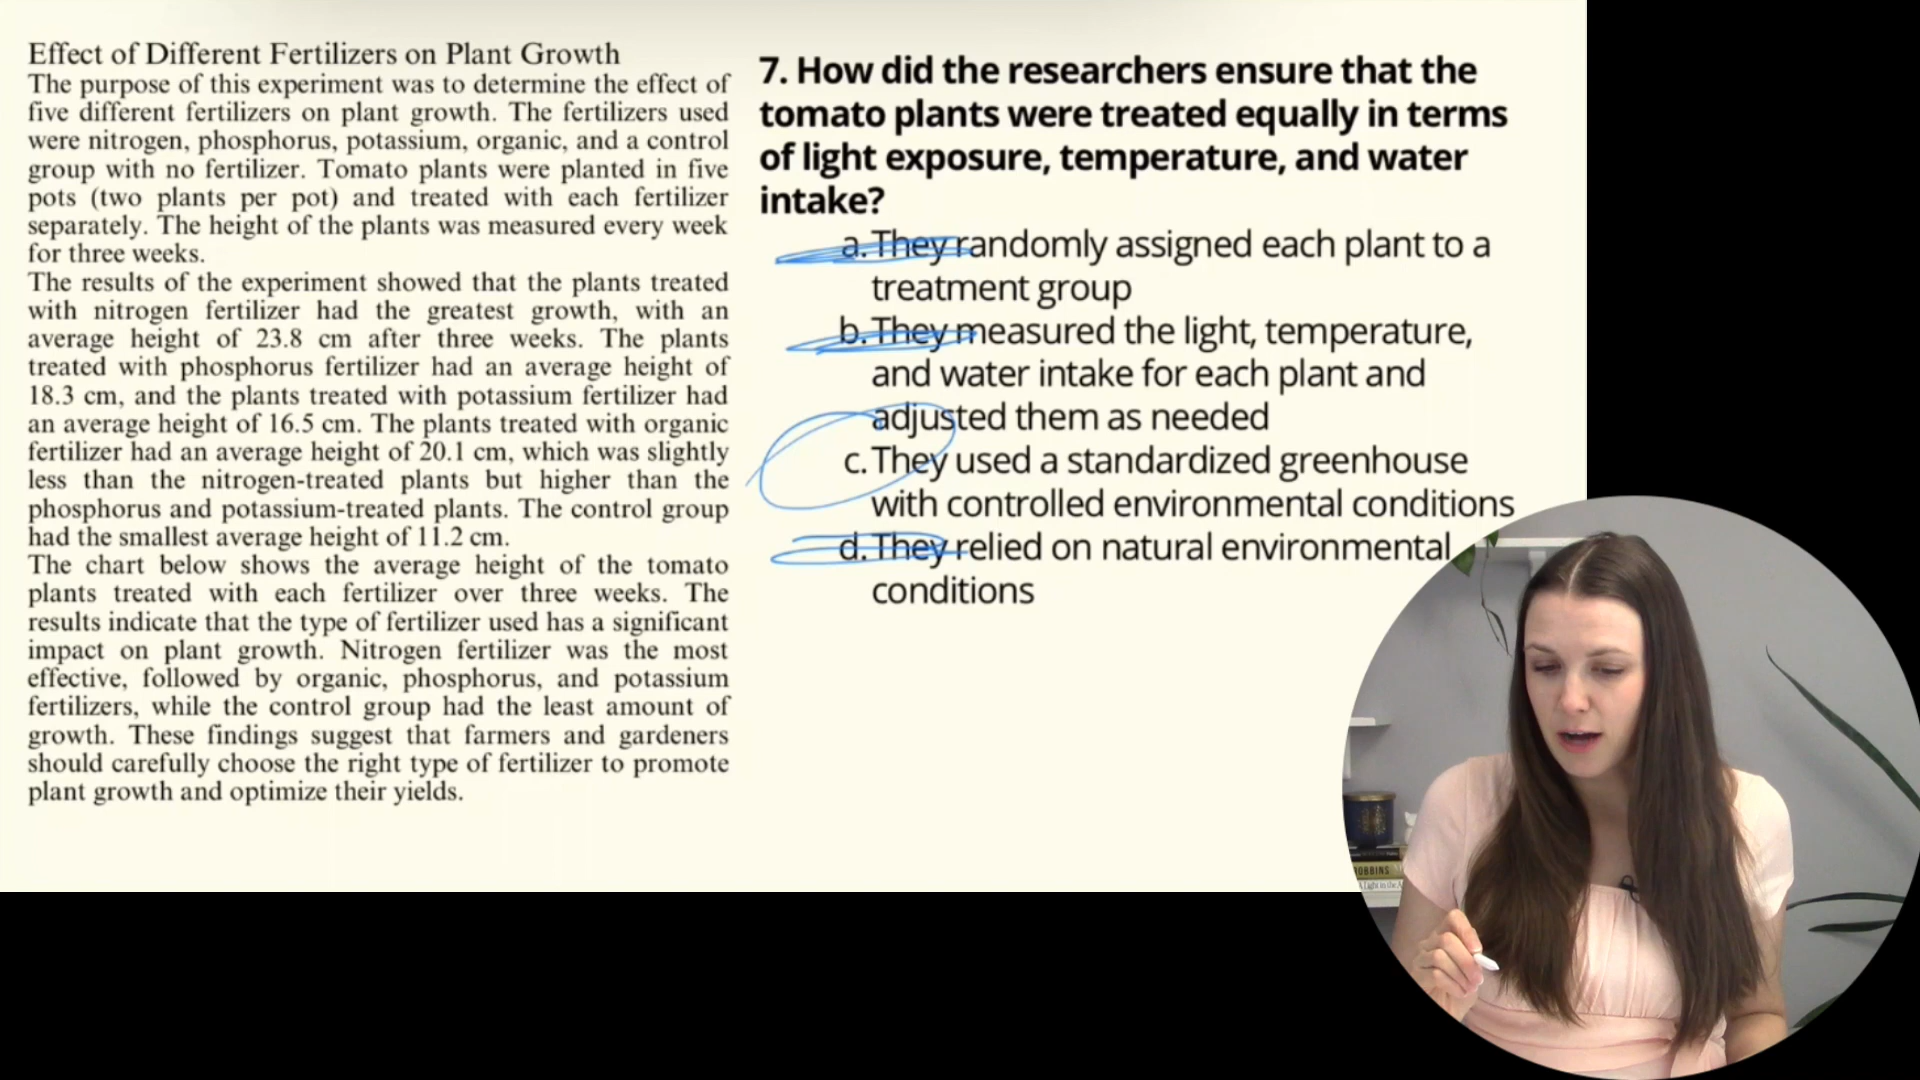 Effect of Different Fertilizers on Plant Growth
The purpose of this experiment was to determine the effect of
five different fertilizers on plant growth. The fertilizers used
were nitrogen, phosphorus, potassium, organic, and a control
group with no fertilizer. Tomato plants were planted in five
pots (two plants per pot) and treated with each fertilizer
separately. The height of the plants was measured every week
for three weeks.
The results of the experiment showed that the plants treated
with nitrogen fertilizer had the greatest growth, with an
average height of 23.8 cm after three weeks. The plants
treated with phosphorus fertilizer had an average height of
18.3 cm, and the plants treated with potassium fertilizer had
an average height of 16.5 cm. The plants treated with organic
fertilizer had an average height of 20.1 cm, which was slightly
less than the nitrogen-treated plants but higher than the
phosphorus and potassium-treated plants. The control group
had the smallest average height of 11.2 cm.
The chart below shows the average height of the tomato
plants treated with each fertilizer over three weeks. The
results indicate that the type of fertilizer used has a significant
impact on plant growth. Nitrogen fertilizer was the most
effective, followed by organic, phosphorus, and potassium
fertilizers, while the control group had the least amount of
growth. These findings suggest that farmers and gardeners
should carefully choose the right type of fertilizer to promote
plant growth and optimize their yields.
7. How did the researchers ensure that the
tomato plants were treated equally in terms
of light exposure, temperature, and water
intake?
a. They randomly assigned each plant to a
treatment group
b. They measured the light, temperature,
and water intake for each plant and
adjusted them as needed
c. They used a standardized greenhouse
with controlled environmental conditions
d. They relied on natural environmental
conditions